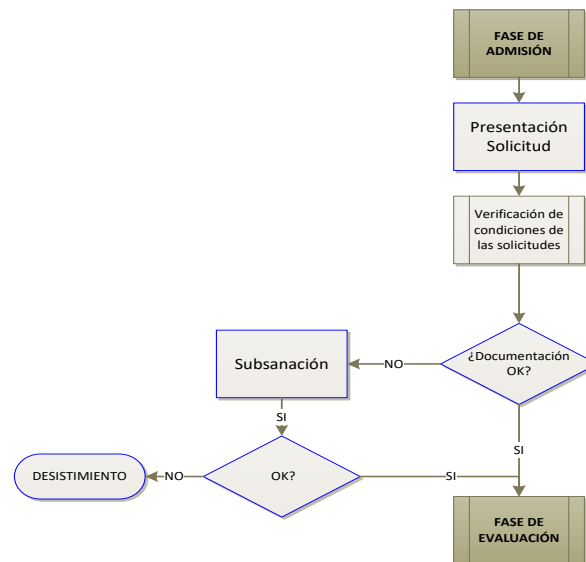 FASE DE
ADMISIÓN
Presentación
Solicitud
Verificación de
condiciones de
las solicitudes
¿Documentación
OK?
NO
Subsanación
SI
SI
OK?
NO
DESISTIMIENTO
SI
FASE DE
EVALUACIÓN